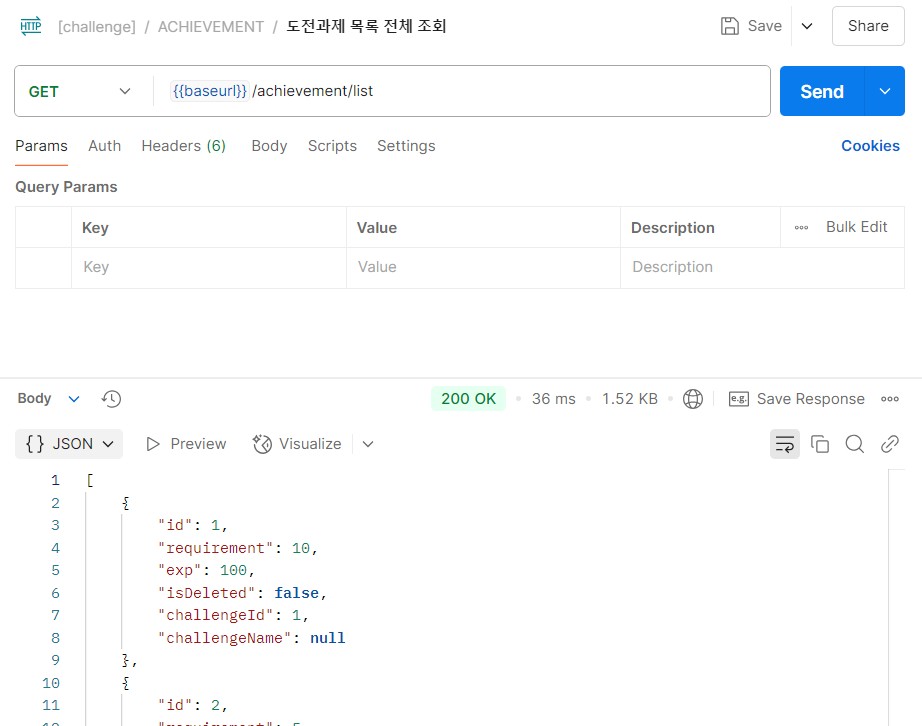 HTTP [challenge] / ACHIEVEMENT / 도전과제 목록 전체 조회 Save Share
GET {{baseurl}} /achievement/list Send
Params Auth Headers (6) Body Scripts Settings Cookies
Query Params
Key Value Description Bulk Edit
Key Value Description
Body 200 OK 36 ms 1.52 KB e.g. Save Response
{} JSON Preview Visualize
1 [
2 {
3 "id": 1,
4 "requirement": 10,
5 "exp": 100,
6 "isDeleted": false,
7 "challengeId": 1,
8 "challengeName": null
9 },
10 {
11 "id": 2,
12 "requirement": 5,